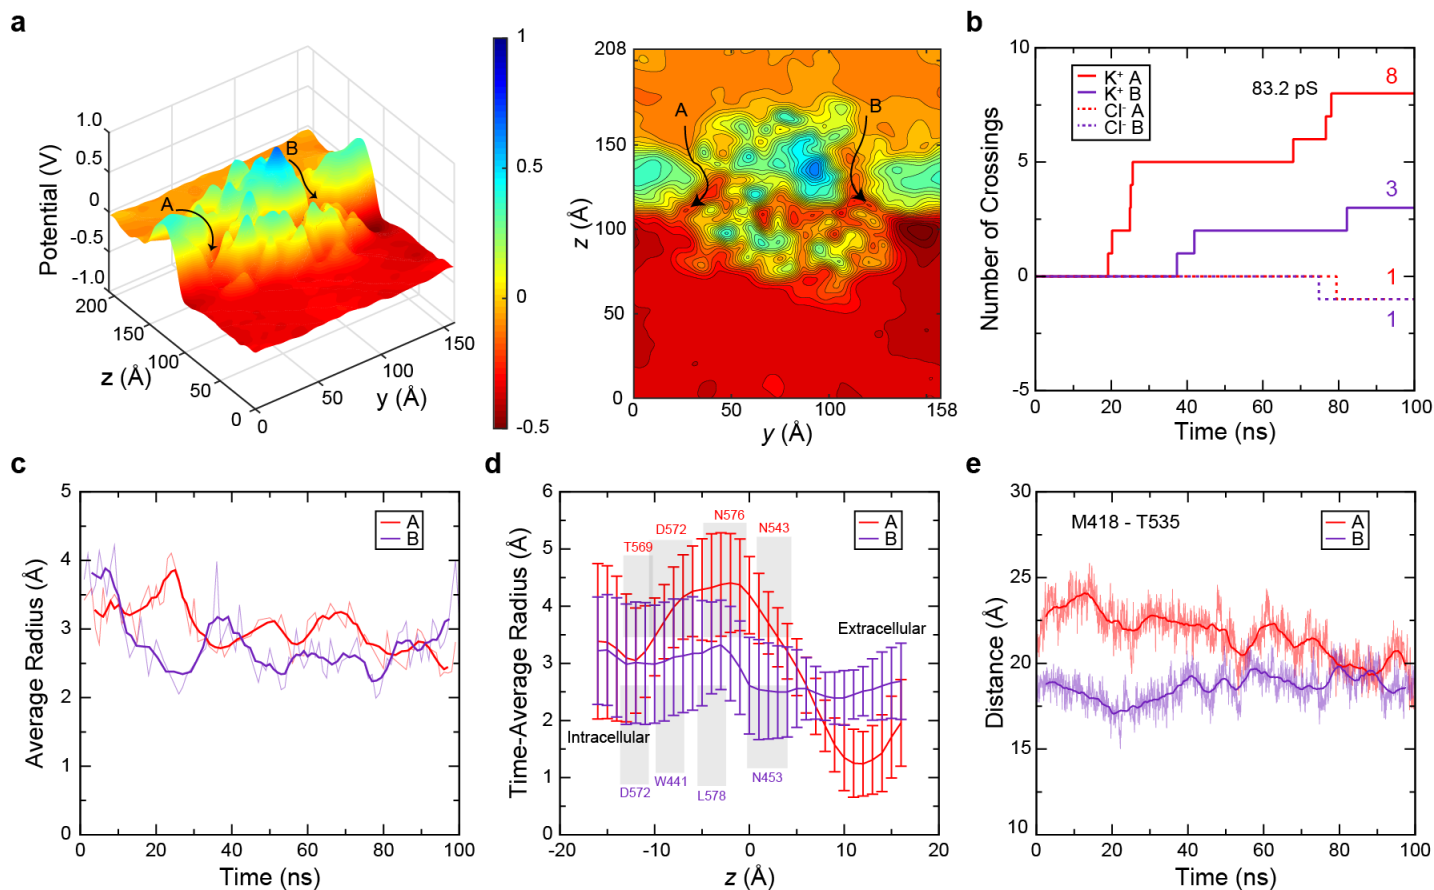 a
1.0
0.5
0
-0.5
-1.0
Potential (V)
A
B
200
150
100
50
0
z (Å)
0
50
100
150
y (Å)
1
0.5
0
-0.5
208
150
100
50
0
z (Å)
A
B
0
50
100
158
y (Å)
b
10
5
0
-5
Number of Crossings
K⁺ A
K⁺ B
Cl⁻ A
Cl⁻ B
83.2 pS
8
3
1
1
0 20 40 60 80 100
Time (ns)
c
5
4
3
2
1
0
Average Radius (Å)
A
B
0 20 40 60 80 100
Time (ns)
d
6
5
4
3
2
1
0
Time-Average Radius (Å)
N576
D572
N543
T569
A
B
Extracellular
Intracellular
D572
W441
L578
N453
-20 -10 0 10 20
z (Å)
e
30
25
20
15
10
Distance (Å)
M418 - T535
A
B
0 20 40 60 80 100
Time (ns)